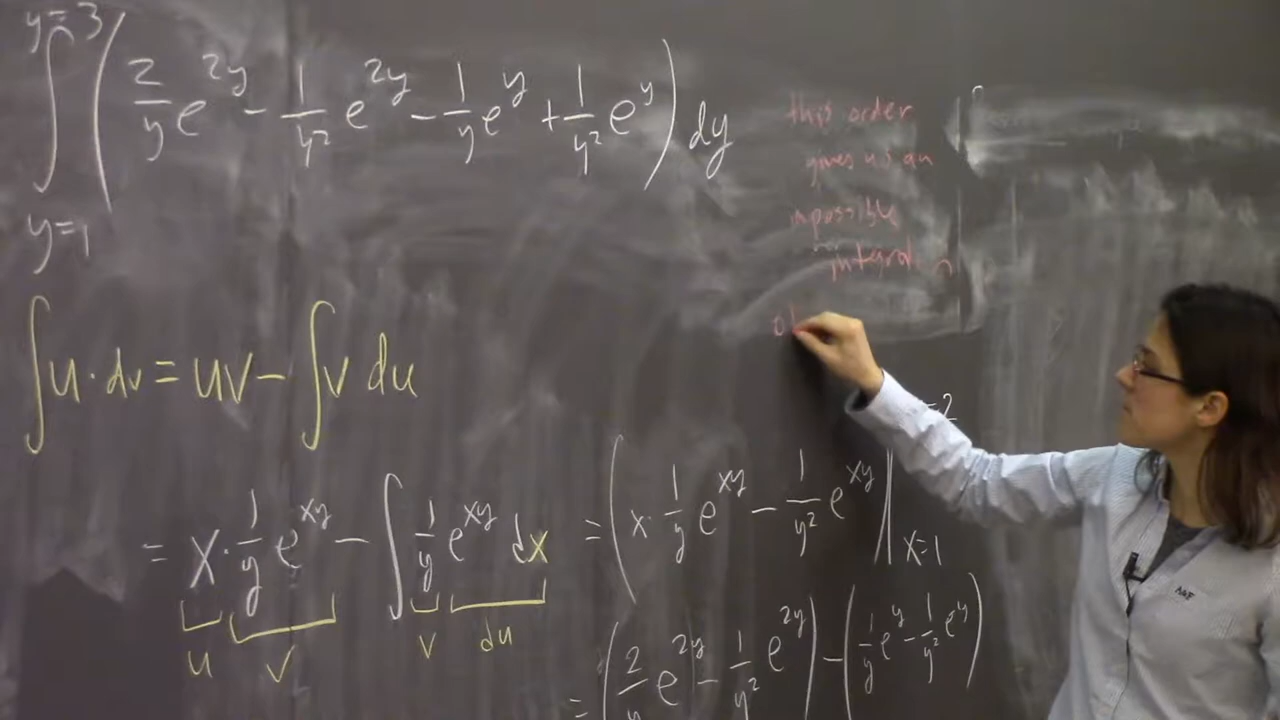 y=3
∫ ( 2/y e^{2y} - 1/y² e^{2y} - 1/y e^y + 1/y² e^y ) dy
y=1
this order
gives us an
impossible
integral
∫ u · dv = uv - ∫ v du
= x · 1/y e^{xy} - ∫ 1/y e^{xy} dx = ( x · 1/y e^{xy} - 1/y² e^{xy} ) |
=2
x=1
u v v du
= ( 2/y e^{2y} - 1/y² e^{2y} ) - ( 1/y e^y - 1/y² e^y )